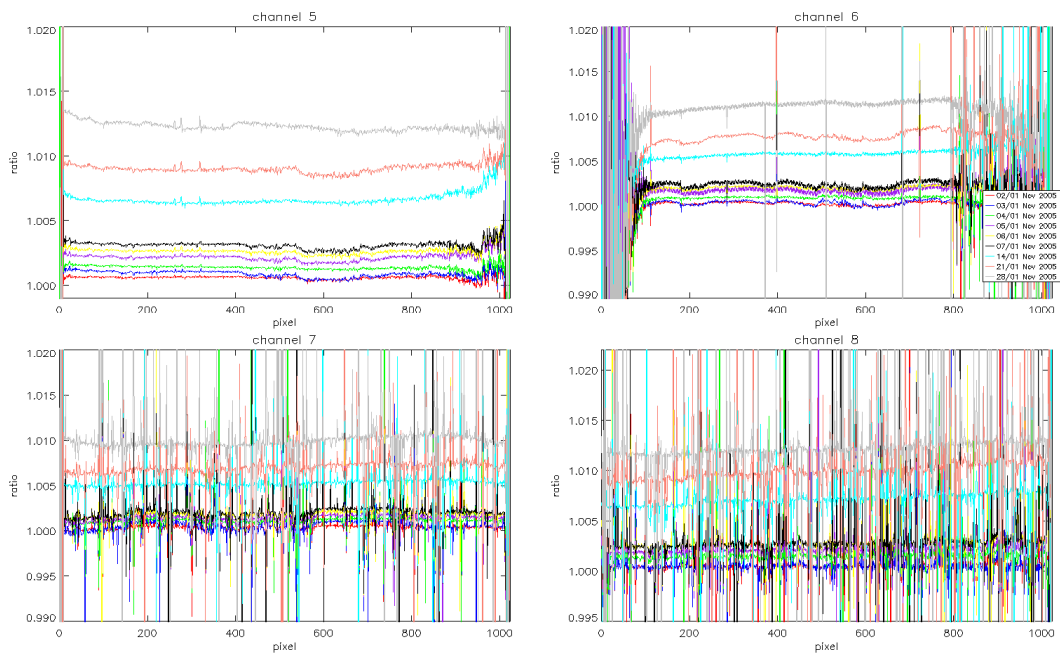 channel 5
1.020
1.015
1.010
1.005
1.000
ratio
0 200 400 600 800 1000
pixel
channel 6
1.020
1.015
1.010
1.005
1.000
0.995
0.990
ratio
0 200 400 600 800 1000
pixel
02/01 Nov 2005
03/01 Nov 2005
04/01 Nov 2005
05/01 Nov 2005
06/01 Nov 2005
07/01 Nov 2005
14/01 Nov 2005
21/01 Nov 2005
28/01 Nov 2005
channel 7
1.020
1.015
1.010
1.005
1.000
0.995
0.990
ratio
0 200 400 600 800 1000
pixel
channel 8
1.020
1.015
1.010
1.005
1.000
0.995
ratio
0 200 400 600 800 1000
pixel